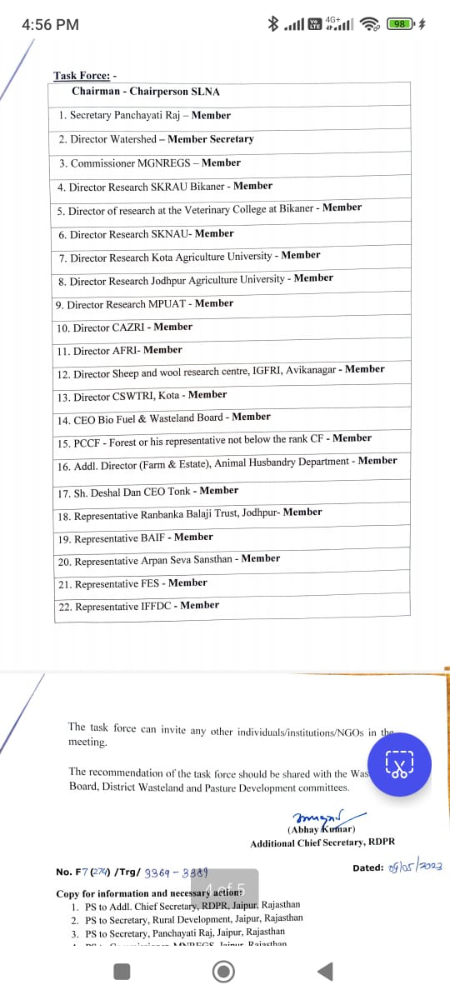 4:56 PM
Vo LTE 4G+ 98
Task Force: -
Chairman - Chairperson SLNA
1. Secretary Panchayati Raj – Member
2. Director Watershed – Member Secretary
3. Commissioner MGNREGS – Member
4. Director Research SKRAU Bikaner - Member
5. Director of research at the Veterinary College at Bikaner - Member
6. Director Research SKNAU- Member
7. Director Research Kota Agriculture University - Member
8. Director Research Jodhpur Agriculture University - Member
9. Director Research MPUAT - Member
10. Director CAZRI - Member
11. Director AFRI- Member
12. Director Sheep and wool research centre, IGFRI, Avikanagar - Member
13. Director CSWTRI, Kota - Member
14. CEO Bio Fuel & Wasteland Board - Member
15. PCCF - Forest or his representative not below the rank CF - Member
16. Addl. Director (Farm & Estate), Animal Husbandry Department - Member
17. Sh. Deshal Dan CEO Tonk - Member
18. Representative Ranbanka Balaji Trust, Jodhpur- Member
19. Representative BAIF - Member
20. Representative Arpan Seva Sansthan - Member
21. Representative FES - Member
22. Representative IFFDC - Member
The task force can invite any other individuals/institutions/NGOs in the
meeting.
The recommendation of the task force should be shared with the Was
Board, District Wasteland and Pasture Development committees.
(Abhay Kumar)
Additional Chief Secretary, RDPR
No. F7 (274) /Trg/ 3369 - 3389
Dated: 09/05/2023
4 of 5
Copy for information and necessary action:
1. PS to Addl. Chief Secretary, RDPR, Jaipur, Rajasthan
2. PS to Secretary, Rural Development, Jaipur, Rajasthan
3. PS to Secretary, Panchayati Raj, Jaipur, Rajasthan